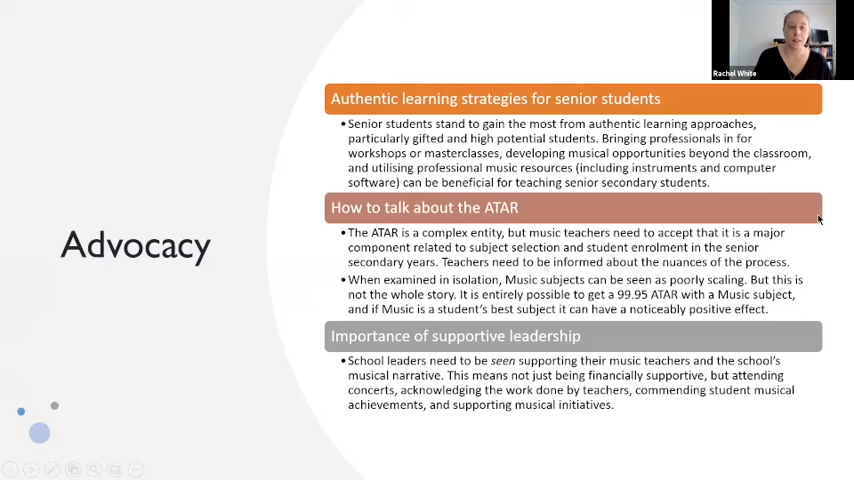 Rachel White
Advocacy
Authentic learning strategies for senior students
•Senior students stand to gain the most from authentic learning approaches,
particularly gifted and high potential students. Bringing professionals in for
workshops or masterclasses, developing musical opportunities beyond the classroom,
and utilising professional music resources (including instruments and computer
software) can be beneficial for teaching senior secondary students.
How to talk about the ATAR
•The ATAR is a complex entity, but music teachers need to accept that it is a major
component related to subject selection and student enrolment in the senior
secondary years. Teachers need to be informed about the nuances of the process.
•When examined in isolation, Music subjects can be seen as poorly scaling. But this is
not the whole story. It is entirely possible to get a 99.95 ATAR with a Music subject,
and if Music is a student's best subject it can have a noticeably positive effect.
Importance of supportive leadership
•School leaders need to be seen supporting their music teachers and the school's
musical narrative. This means not just being financially supportive, but attending
concerts, acknowledging the work done by teachers, commending student musical
achievements, and supporting musical initiatives.